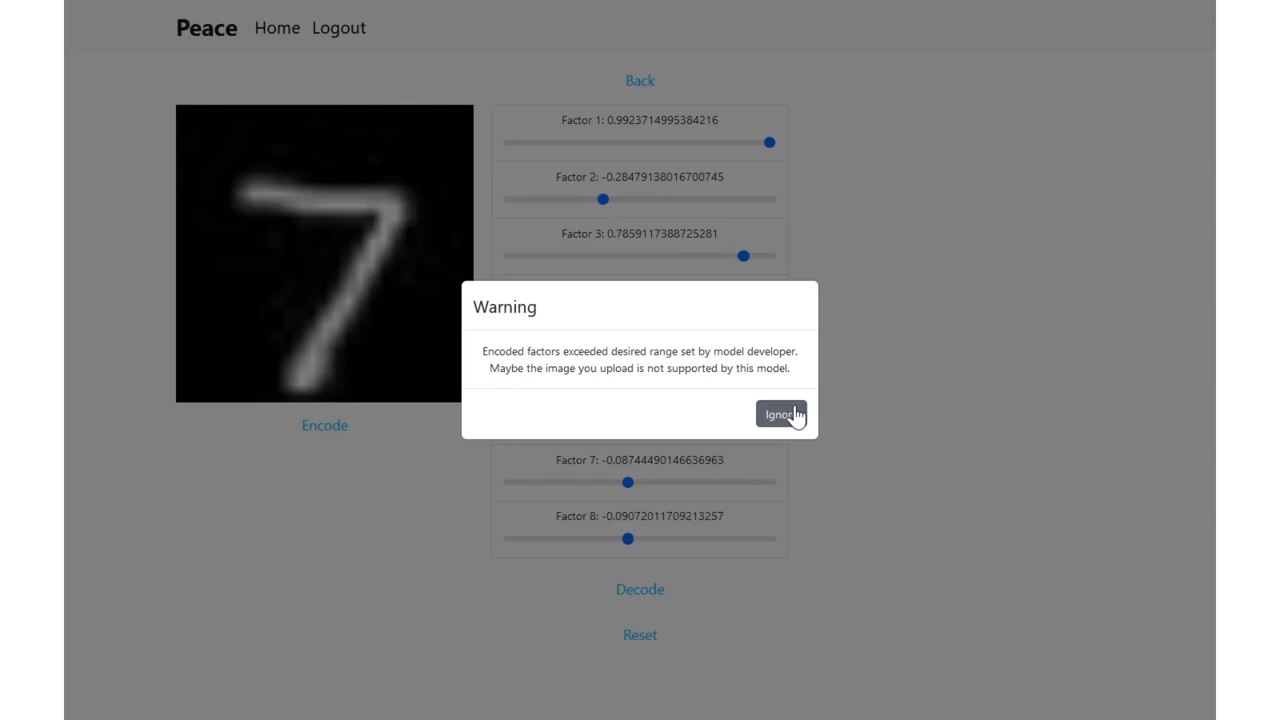 Peace Home Logout
Back
Factor 1: 0.9923714995384216
Factor 2: -0.28479138016700745
Factor 3: 0.7859117388725281
7
Warning
Encoded factors exceeded desired range set by model developer.
Maybe the image you upload is not supported by this model.
Encode
Factor 7: -0.08744490146636963
Factor 8: -0.09072011709213257
Decode
Reset